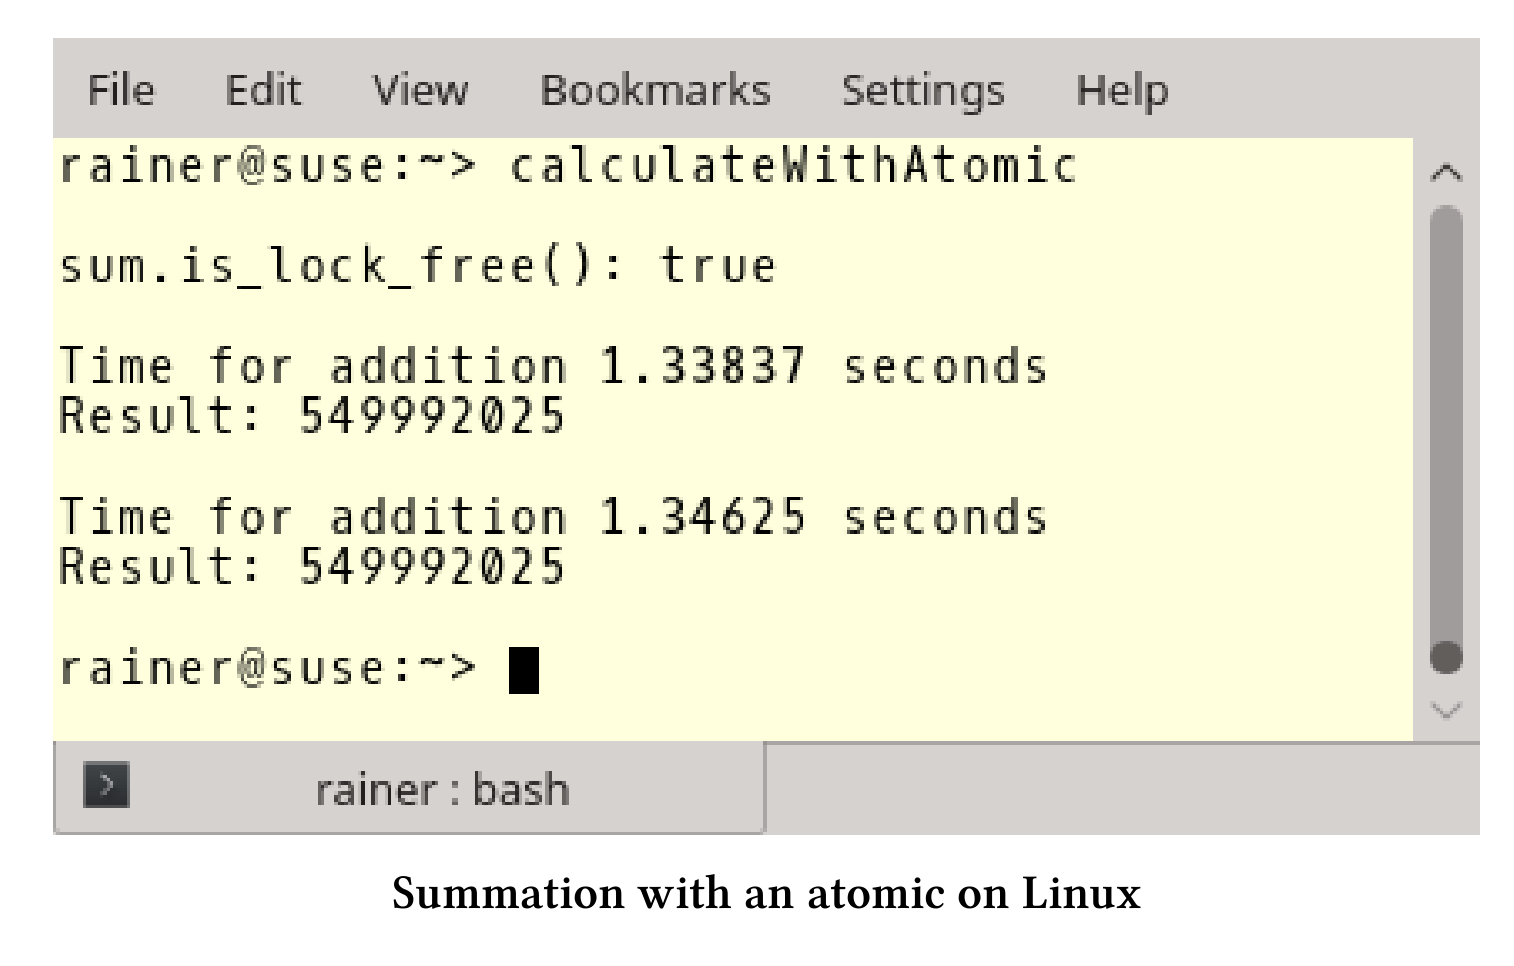 File Edit View Bookmarks Settings Help
rainer@suse:~> calculateWithAtomic
sum.is_lock_free(): true
Time for addition 1.33837 seconds
Result: 549992025
Time for addition 1.34625 seconds
Result: 549992025
rainer@suse:~>
rainer : bash
Summation with an atomic on Linux